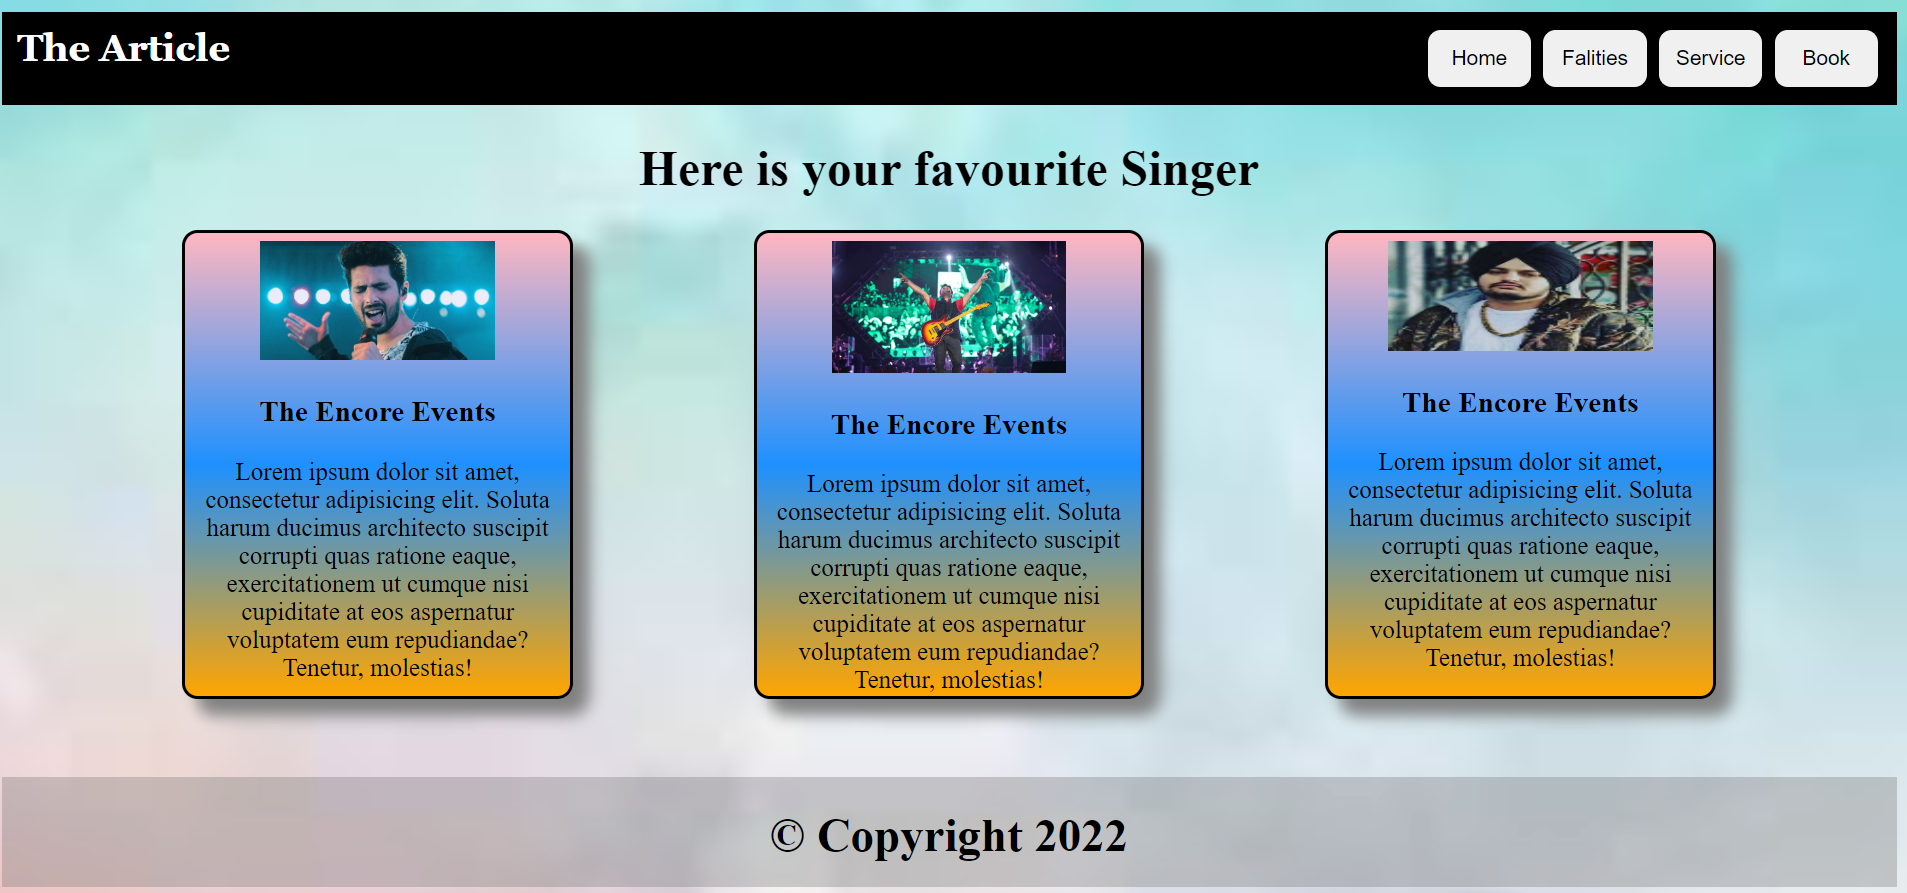 The Article
Home
Falities
Service
Book
Here is your favourite Singer
The Encore Events
Lorem ipsum dolor sit amet,
consectetur adipisicing elit. Soluta
harum ducimus architecto suscipit
corrupti quas ratione eaque,
exercitationem ut cumque nisi
cupiditate at eos aspernatur
voluptatem eum repudiandae?
Tenetur, molestias!
The Encore Events
Lorem ipsum dolor sit amet,
consectetur adipisicing elit. Soluta
harum ducimus architecto suscipit
corrupti quas ratione eaque,
exercitationem ut cumque nisi
cupiditate at eos aspernatur
voluptatem eum repudiandae?
Tenetur, molestias!
The Encore Events
Lorem ipsum dolor sit amet,
consectetur adipisicing elit. Soluta
harum ducimus architecto suscipit
corrupti quas ratione eaque,
exercitationem ut cumque nisi
cupiditate at eos aspernatur
voluptatem eum repudiandae?
Tenetur, molestias!
© Copyright 2022